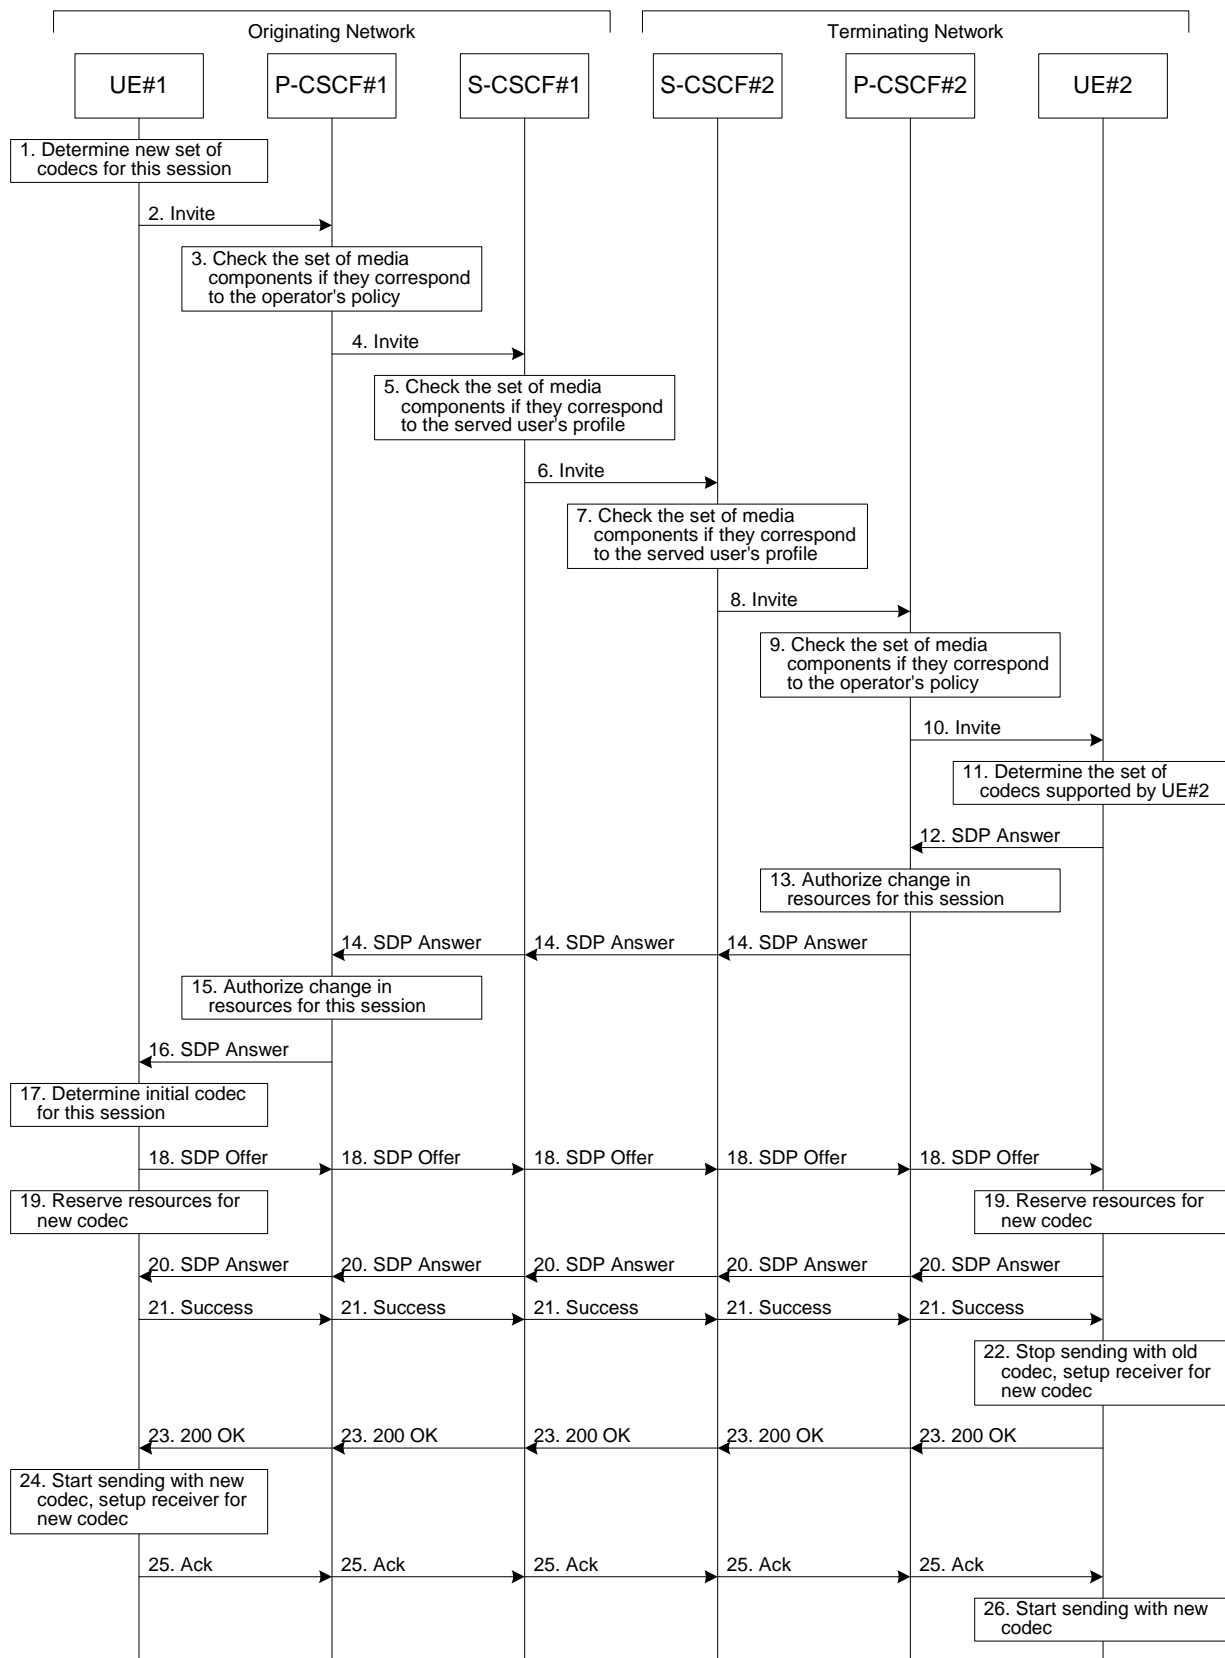 Originating Network
Terminating Network
UE#1
P-CSCF#1
S-CSCF#1
S-CSCF#2
P-CSCF#2
UE#2
1. Determine new set of
codecs for this session
2. Invite
3. Check the set of media
components if they correspond
to the operator's policy
4. Invite
5. Check the set of media
components if they correspond
to the served user's profile
6. Invite
7. Check the set of media
components if they correspond
to the served user's profile
8. Invite
9. Check the set of media
components if they correspond
to the operator's policy
10. Invite
11. Determine the set of
codecs supported by UE#2
12. SDP Answer
13. Authorize change in
resources for this session
14. SDP Answer
14. SDP Answer
14. SDP Answer
15. Authorize change in
resources for this session
16. SDP Answer
17. Determine initial codec
for this session
18. SDP Offer
18. SDP Offer
18. SDP Offer
18. SDP Offer
18. SDP Offer
19. Reserve resources for
new codec
19. Reserve resources for
new codec
20. SDP Answer
20. SDP Answer
20. SDP Answer
20. SDP Answer
20. SDP Answer
21. Success
21. Success
21. Success
21. Success
21. Success
22. Stop sending with old
codec, setup receiver for
new codec
23. 200 OK
23. 200 OK
23. 200 OK
23. 200 OK
23. 200 OK
24. Start sending with new
codec, setup receiver for
new codec
25. Ack
25. Ack
25. Ack
25. Ack
25. Ack
26. Start sending with new
codec